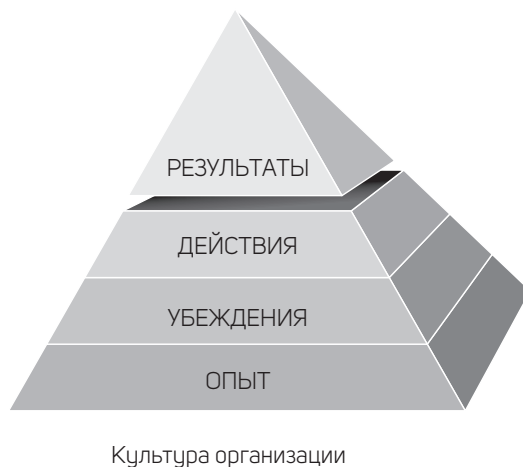 РЕЗУЛЬТАТЫ
ДЕЙСТВИЯ
УБЕЖДЕНИЯ
ОПЫТ
Культура организации